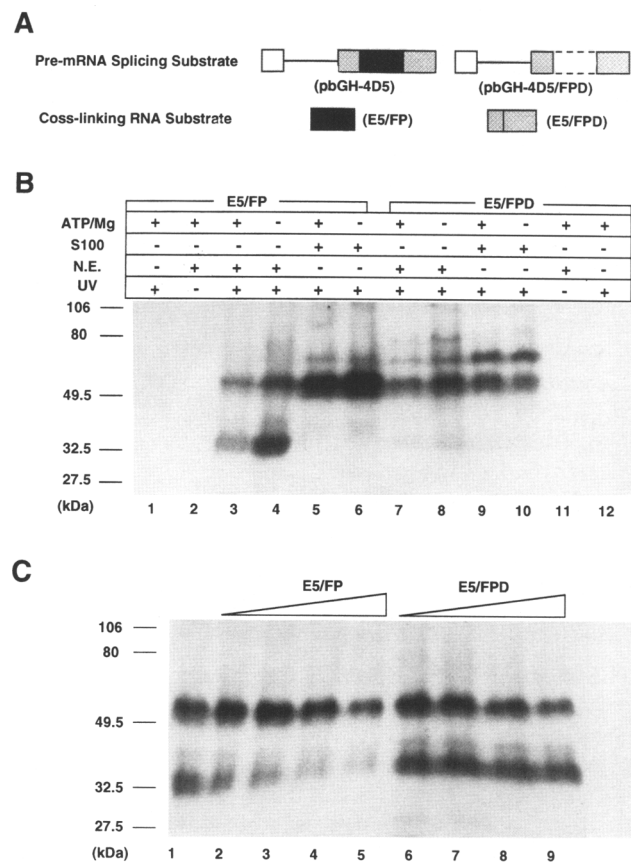 A
Pre-mRNA Splicing Substrate
(pbGH-4D5) (pbGH-4D5/FPD)
Coss-linking RNA Substrate (E5/FP) (E5/FPD)
B
E5/FP E5/FPD
ATP/Mg + + + - + - + - + - + +
S100 - - - - + + - - + + - -
N.E. - + + + - - + + - - + -
UV + - + + + + + + + + - +
106
80
49.5
32.5
27.5
(kDa) 1 2 3 4 5 6 7 8 9 10 11 12
C
E5/FP E5/FPD
106
80
49.5
32.5
27.5
(kDa) 1 2 3 4 5 6 7 8 9